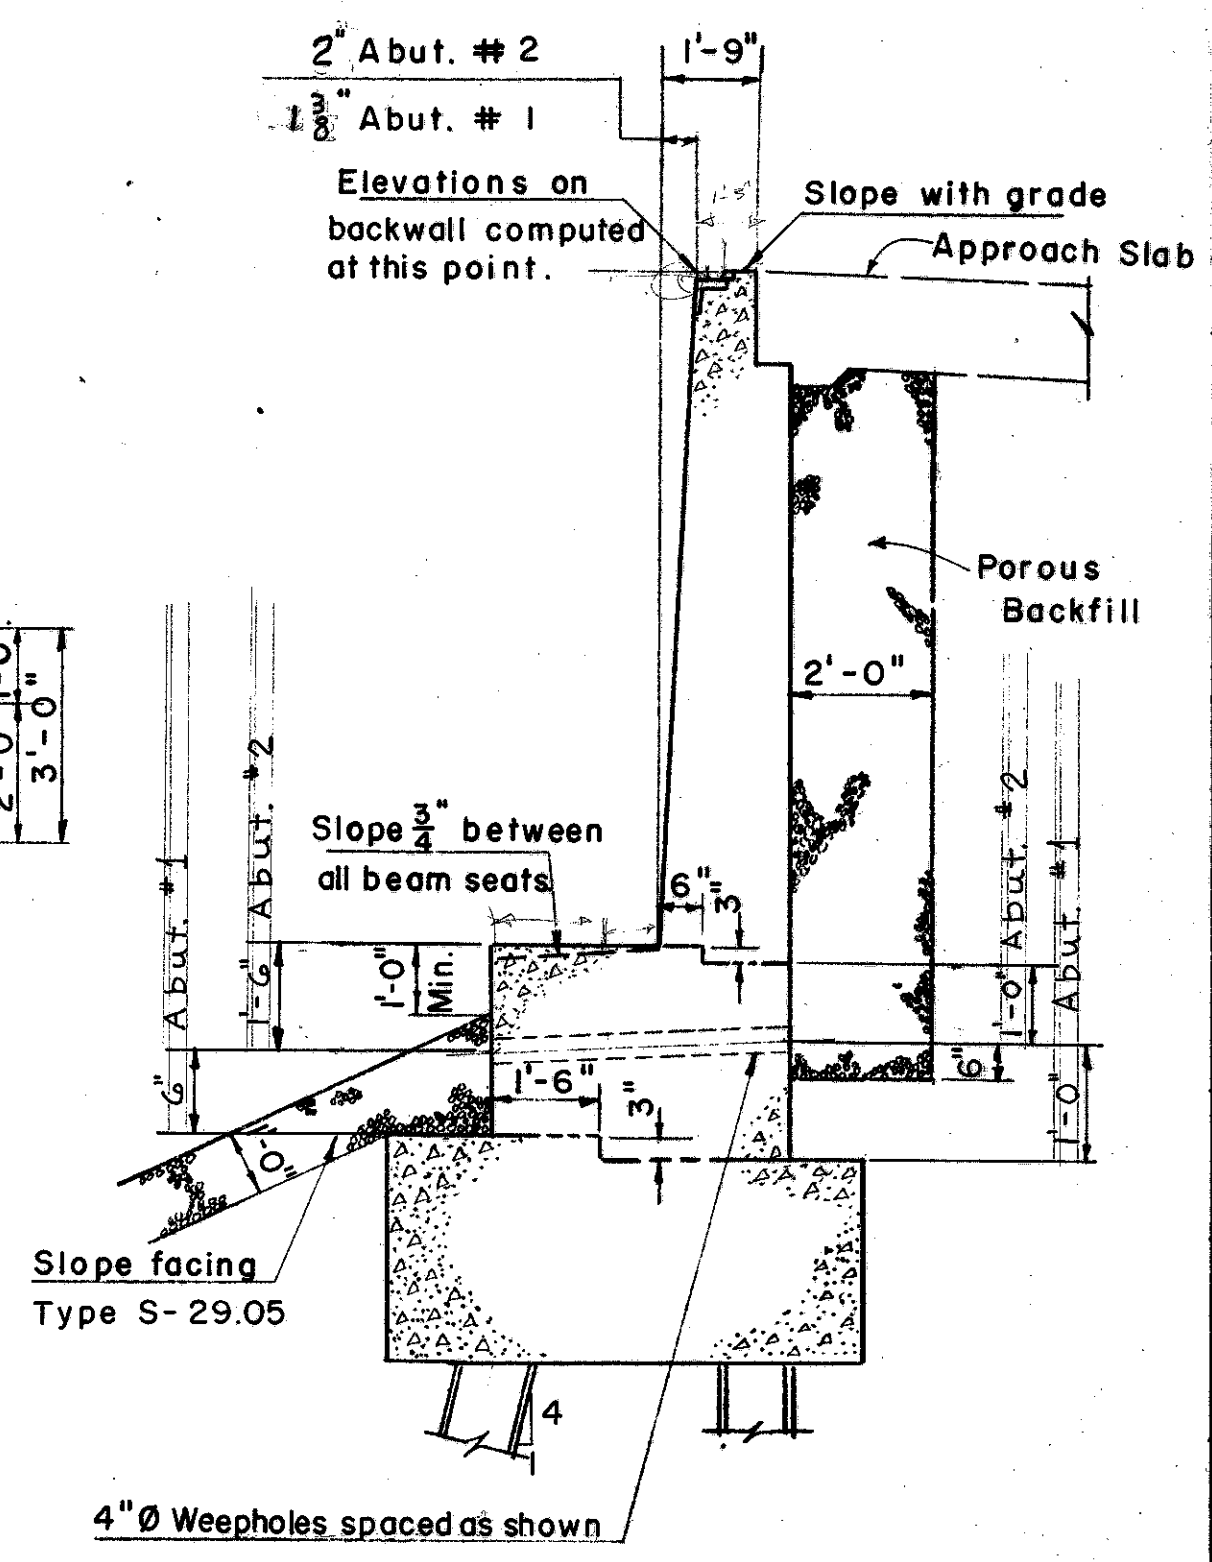 2" Abut. # 2
1'-9"
1 3/8" Abut. # 1
Elevations on
backwall computed
at this point.
Slope with grade
Approach Slab
Porous
Backfill
2'-0"
3'-0"
Abut. #1
Abut. #2
Slope 3/4" between
all beam seats
6"
3"
1'-6"
1'-0"
Min.
6"
1'-6"
3"
1'-0"
Abut. #2
Abut. #1
1'-0"
6"
1'-0"
Slope facing
Type S-29.05
4
1
4"Ø Weepholes spaced as shown